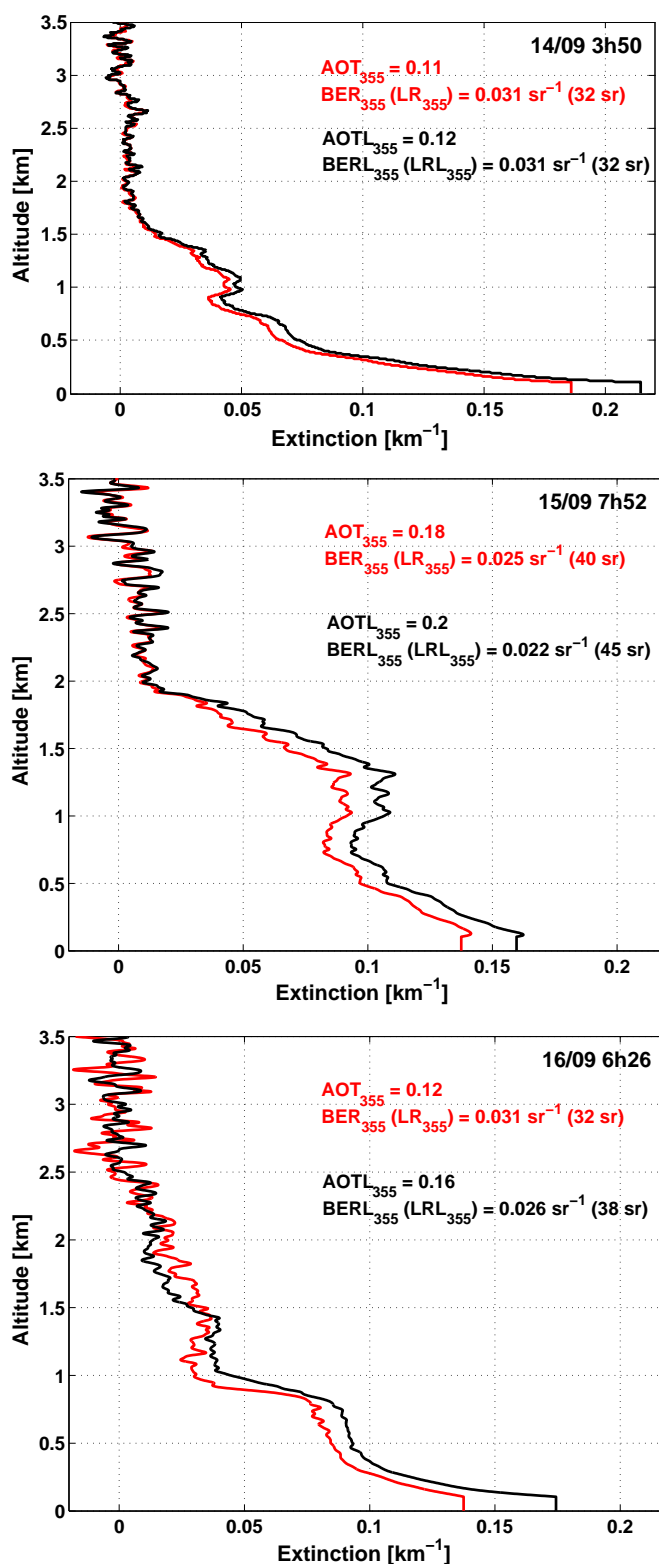 14/09 3h50
AOT₃₅₅ = 0.11
BER₃₅₅ (LR₃₅₅) = 0.031 sr⁻¹ (32 sr)
AOTL₃₅₅ = 0.12
BERL₃₅₅ (LRL₃₅₅) = 0.031 sr⁻¹ (32 sr)
Altitude [km]
3.5
3
2.5
2
1.5
1
0.5
0
0 0.05 0.1 0.15 0.2
Extinction [km⁻¹]
15/09 7h52
AOT₃₅₅ = 0.18
BER₃₅₅ (LR₃₅₅) = 0.025 sr⁻¹ (40 sr)
AOTL₃₅₅ = 0.2
BERL₃₅₅ (LRL₃₅₅) = 0.022 sr⁻¹ (45 sr)
Altitude [km]
3.5
3
2.5
2
1.5
1
0.5
0
0 0.05 0.1 0.15 0.2
Extinction [km⁻¹]
16/09 6h26
AOT₃₅₅ = 0.12
BER₃₅₅ (LR₃₅₅) = 0.031 sr⁻¹ (32 sr)
AOTL₃₅₅ = 0.16
BERL₃₅₅ (LRL₃₅₅) = 0.026 sr⁻¹ (38 sr)
Altitude [km]
3.5
3
2.5
2
1.5
1
0.5
0
0 0.05 0.1 0.15 0.2
Extinction [km⁻¹]